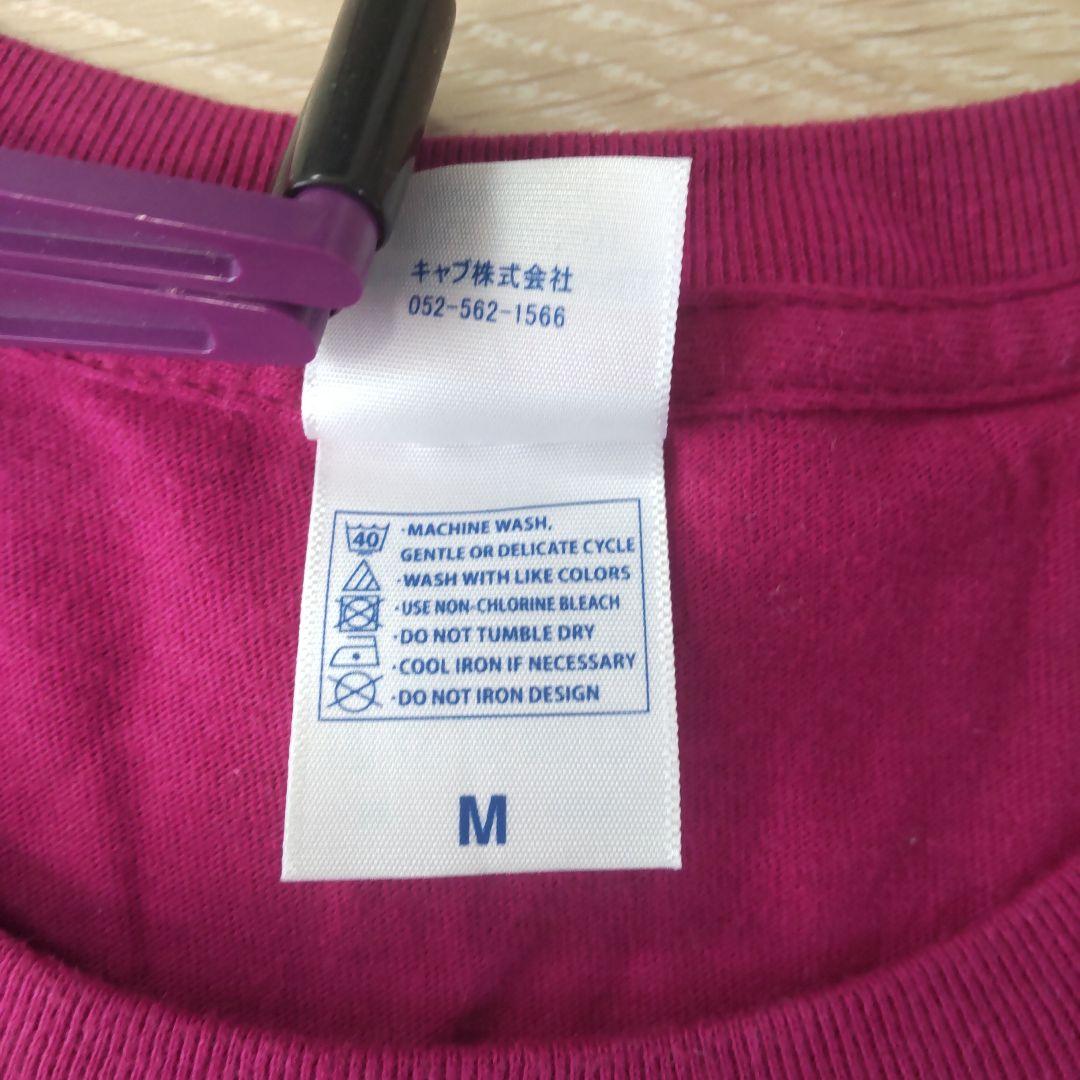 キャブ株式会社
052-562-1566
40
·MACHINE WASH,
GENTLE OR DELICATE CYCLE
·WASH WITH LIKE COLORS
·USE NON-CHLORINE BLEACH
·DO NOT TUMBLE DRY
·COOL IRON IF NECESSARY
·DO NOT IRON DESIGN
M